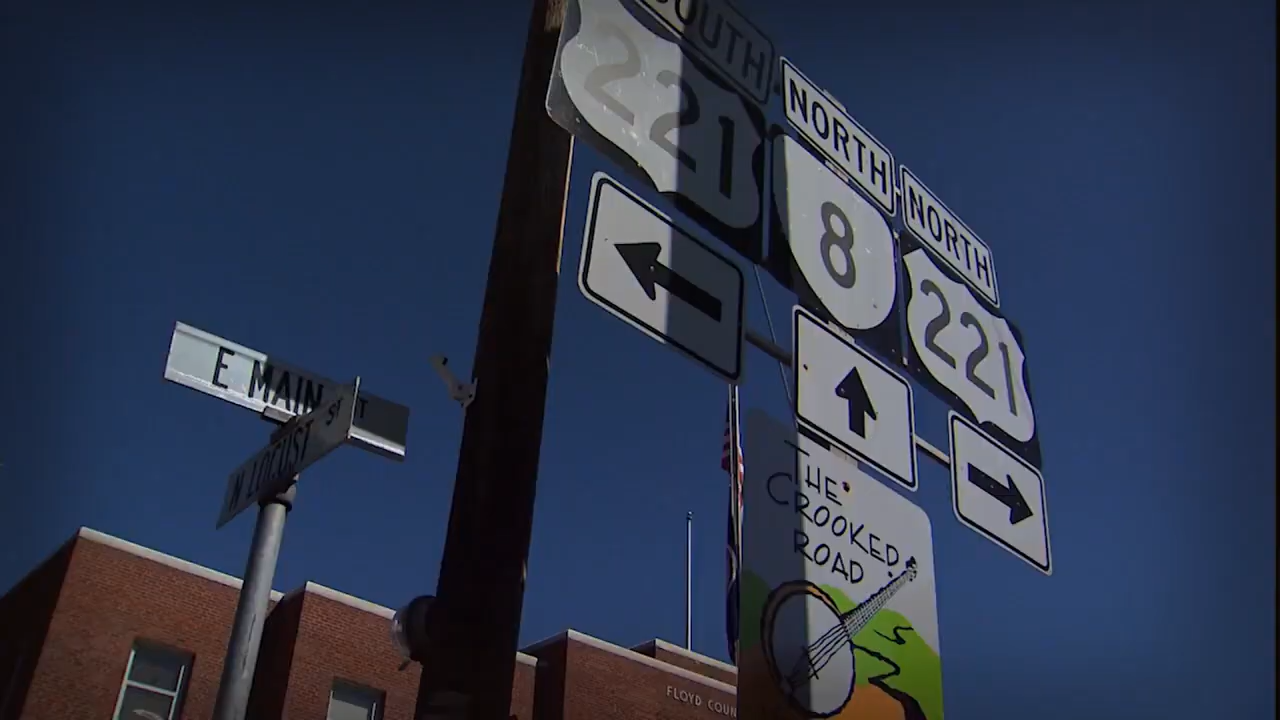 SOUTH
221
NORTH
8
NORTH
221
E MAIN ST
N LOCUST ST
THE
CROOKED
ROAD
FLOYD COUN